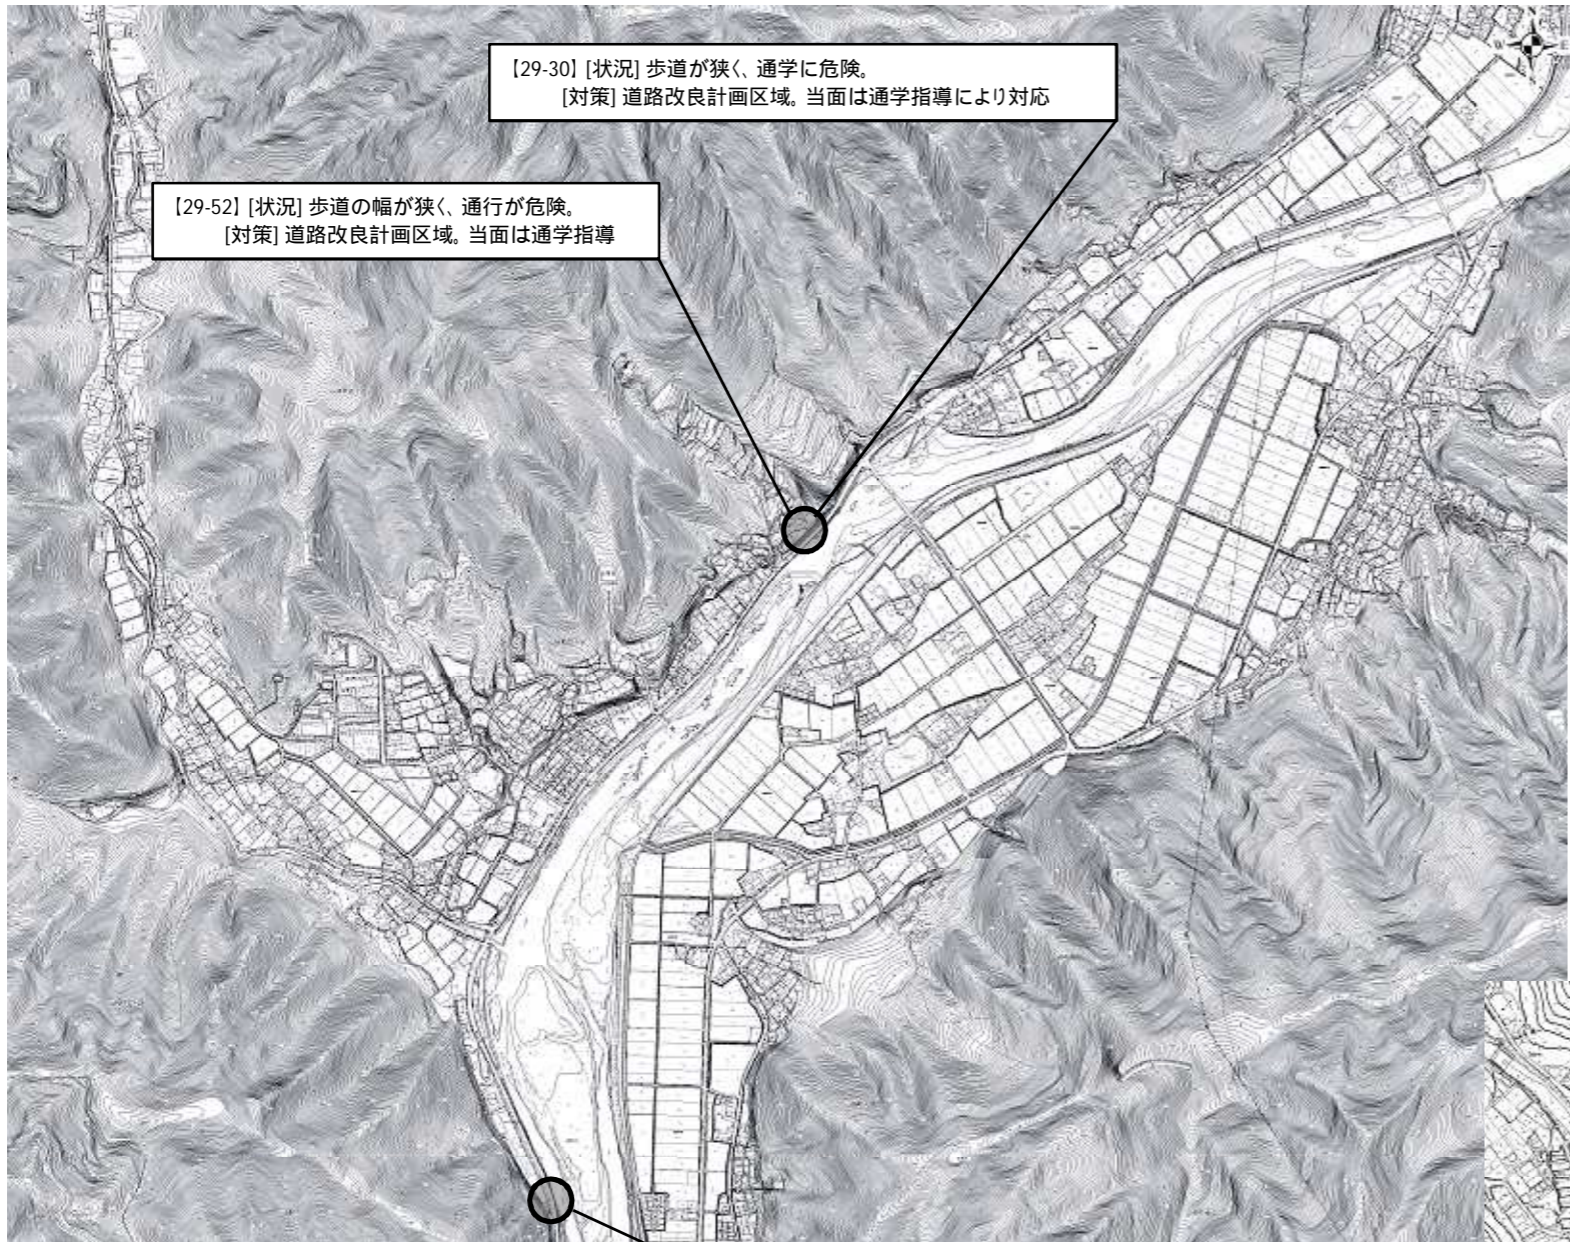 【29-30】 [状況] 歩道が狭く、通学に危険。
[対策] 道路改良計画区域。当面は通学指導により対応
【29-52】 [状況] 歩道の幅が狭く、通行が危険。
[対策] 道路改良計画区域。当面は通学指導